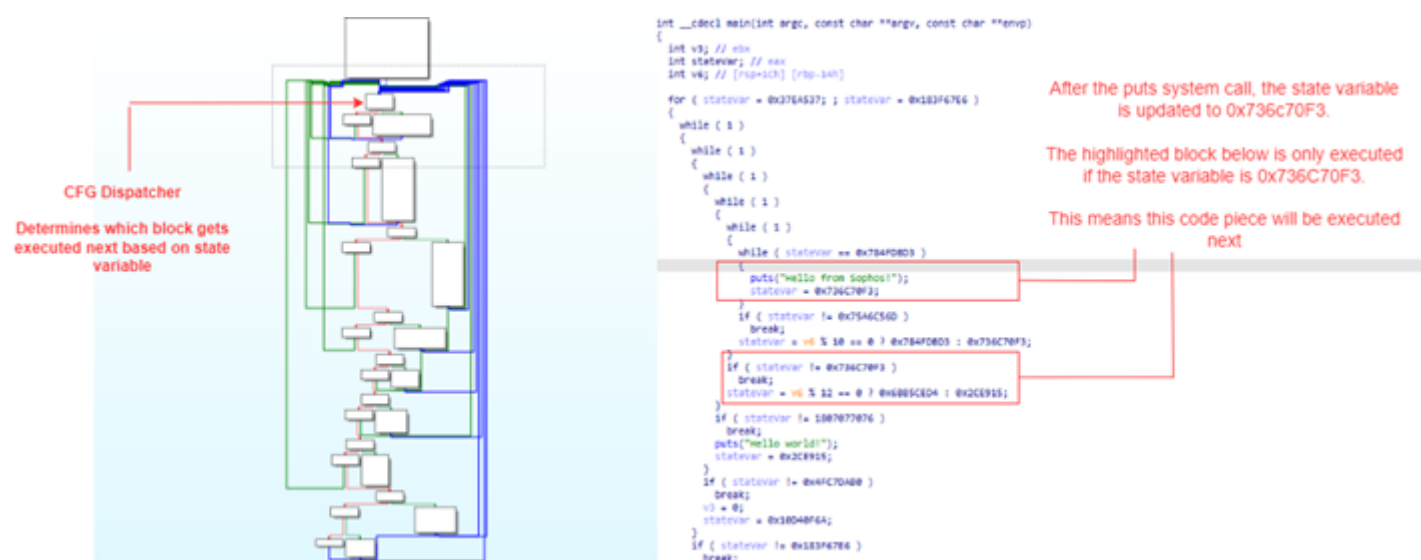 CFG Dispatcher
Determines which block gets
executed next based on state
variable
int __cdecl main(int argc, const char **argv, const char **envp)
{
int v3; // ebx
int statevar; // eax
int v6; // [rsp+1Ch] [rbp-14h]
for ( statevar = 0x37EA537; ; statevar = 0x183F67E6 )
{
while ( 1 )
{
while ( 1 )
{
while ( 1 )
{
while ( 1 )
{
while ( 1 )
{
while ( statevar == 0x784FDBD3 )
{
puts("Hello from Sophos!");
statevar = 0x736C70F3;
}
if ( statevar != 0x75A6C56D )
break;
statevar = v6 % 10 == 0 ? 0x784FDBD3 : 0x736C70F3;
}
if ( statevar != 0x736C70F3 )
break;
statevar = v6 % 12 == 0 ? 0x6BB5CED4 : 0x2CE915;
}
if ( statevar != 1807077076 )
break;
puts("Hello world!");
statevar = 0x2CE915;
}
if ( statevar != 0x4FC7DAB0 )
break;
v3 = 0;
statevar = 0x10D40F6A;
}
if ( statevar != 0x183F67E6 )
break;
After the puts system call, the state variable
is updated to 0x736c70F3.
The highlighted block below is only executed
if the state variable is 0x736C70F3.
This means this code piece will be executed
next